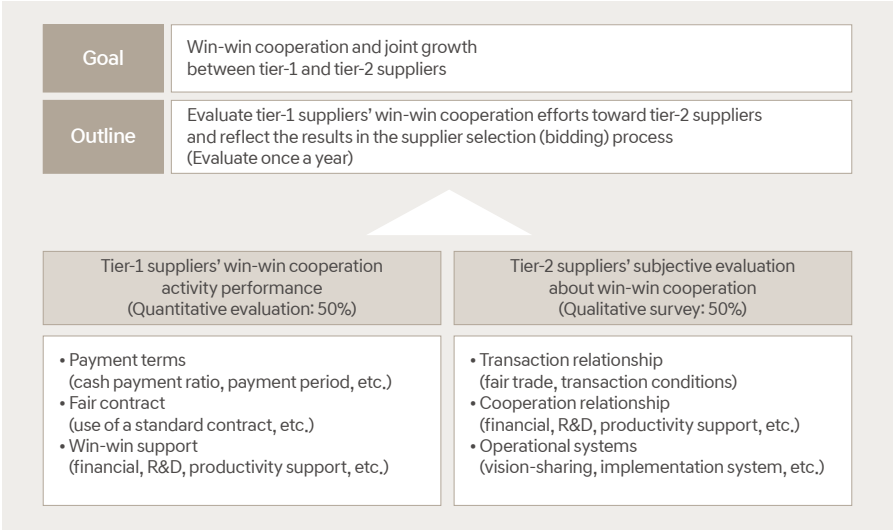 Goal
Win-win cooperation and joint growth
between tier-1 and tier-2 suppliers
Outline
Evaluate tier-1 suppliers’ win-win cooperation efforts toward tier-2 suppliers
and reflect the results in the supplier selection (bidding) process
(Evaluate once a year)
Tier-1 suppliers’ win-win cooperation
activity performance
(Quantitative evaluation: 50%)
• Payment terms
(cash payment ratio, payment period, etc.)
• Fair contract
(use of a standard contract, etc.)
• Win-win support
(financial, R&D, productivity support, etc.)
Tier-2 suppliers’ subjective evaluation
about win-win cooperation
(Qualitative survey: 50%)
• Transaction relationship
(fair trade, transaction conditions)
• Cooperation relationship
(financial, R&D, productivity support, etc.)
• Operational systems
(vision-sharing, implementation system, etc.)